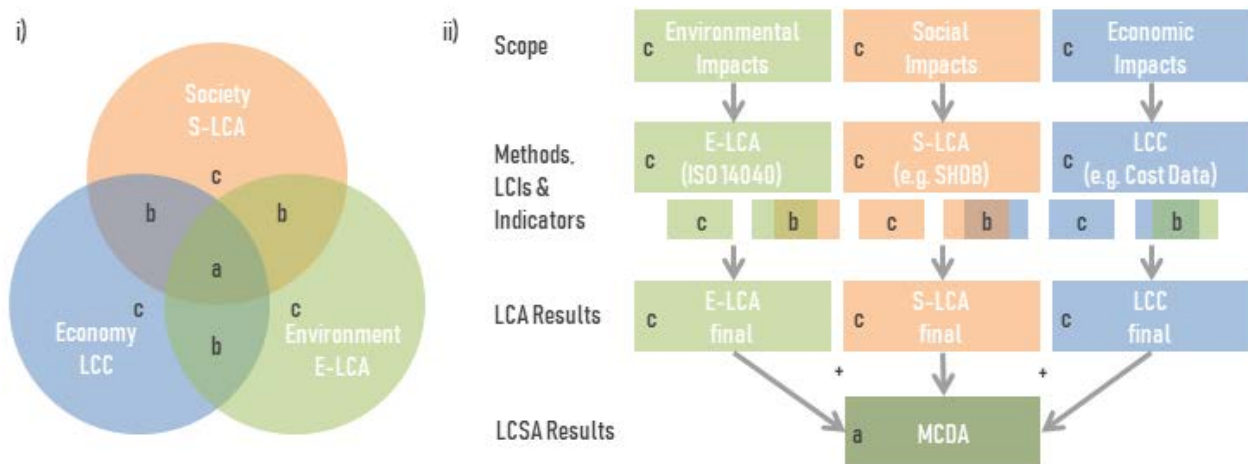 i)
Society
S-LCA
c
b
b
a
c
c
Economy
LCC
Environment
E-LCA
b
ii)
Scope
c
Environmental
Impacts
c
Social
Impacts
c
Economic
Impacts
Methods,
LCIs &
Indicators
c
E-LCA
(ISO 14040)
c
S-LCA
(e.g. SHDB)
c
LCC
(e.g. Cost Data)
c
b
c
b
c
b
LCA Results
c
E-LCA
final
c
S-LCA
final
c
LCC
final
+
+
LCSA Results
a
MCDA